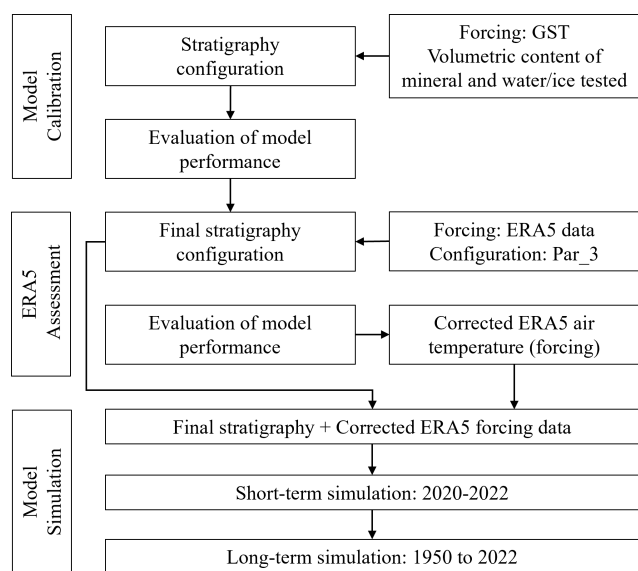 Model
Calibration
Stratigraphy
configuration
Forcing: GST
Volumetric content of
mineral and water/ice tested
Evaluation of model
performance
ERA5
Assessment
Final stratigraphy
configuration
Forcing: ERA5 data
Configuration: Par_3
Evaluation of model
performance
Corrected ERA5 air
temperature (forcing)
Model
Simulation
Final stratigraphy + Corrected ERA5 forcing data
Short-term simulation: 2020-2022
Long-term simulation: 1950 to 2022